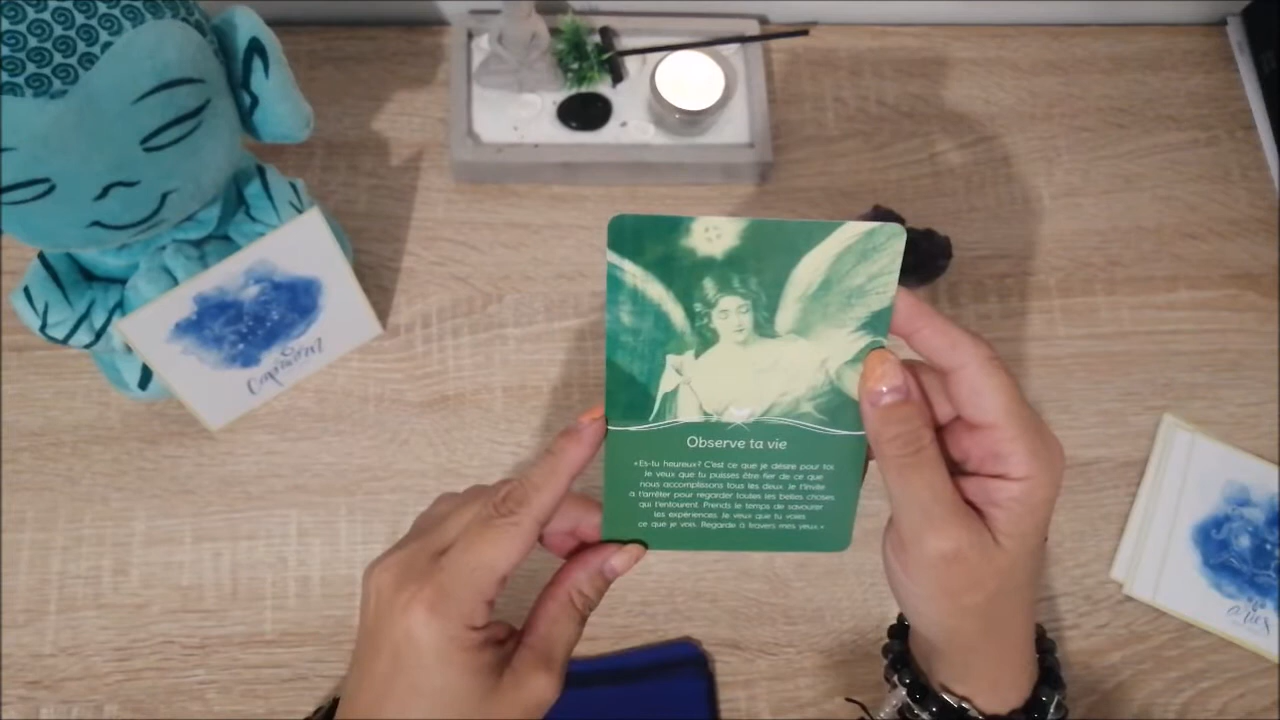 Capricorn
Observe ta vie
«Es-tu heureux? C'est ce que je désire pour toi.
Je veux que tu puisses être fier de ce que
nous accomplissons tous les deux. Je t'invite
à t'arrêter pour regarder toutes les belles choses
qui t'entourent. Prends le temps de savourer
les expériences. Je veux que tu voies
ce que je vois. Regarde à travers mes yeux.»
aries